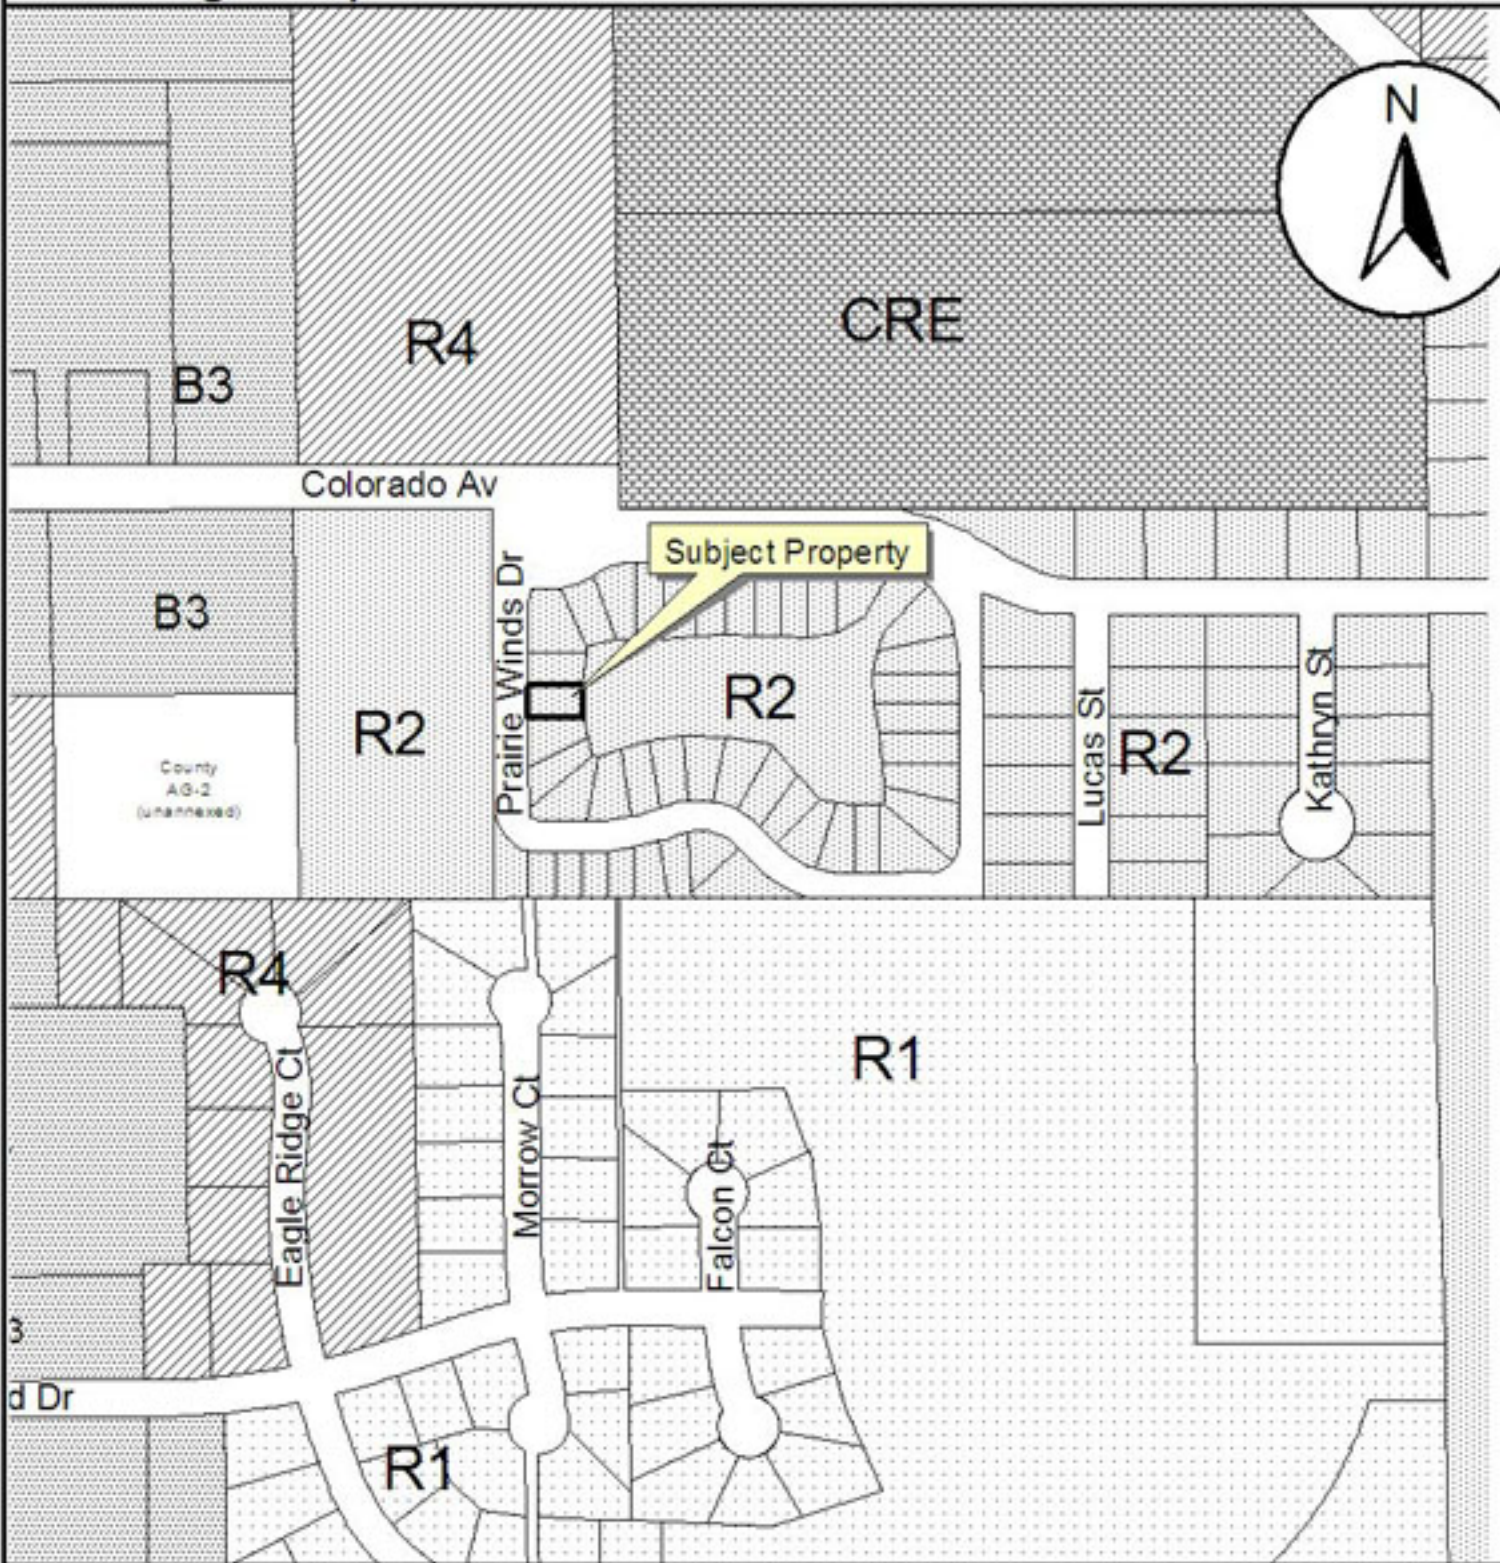 N
CRE
R4
B3
Colorado Av
Subject Property
Prairie Winds Dr
B3
R2
R2
R2
Lucas St
Kathryn St
County
AG-2
(unannexed)
R4
R1
Eagle Ridge Ct
Morrow Ct
Falcon Ct
d Dr
R1